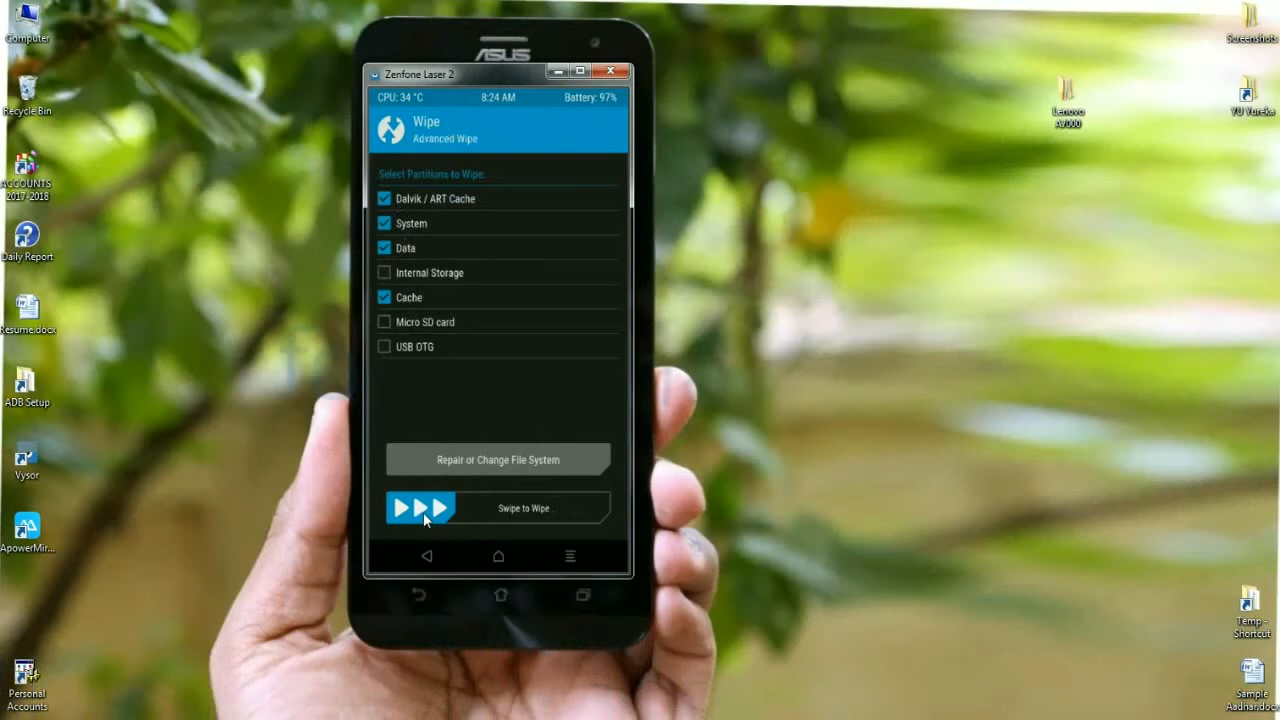 Computer
Recycle Bin
ACCOUNTS
2017-2018
Daily Report
Resume.docx
ADB Setup
Vysor
ApowerMir...
Personal
Accounts
ASUS
Zenfone Laser 2
CPU: 34 °C
8:24 AM
Battery: 97%
Wipe
Advanced Wipe
Select Partitions to Wipe:
Dalvik / ART Cache
System
Data
Internal Storage
Cache
Micro SD card
USB OTG
Repair or Change File System
Swipe to Wipe
Lenovo
A7000
Screenshots
YU Yureka
Temp -
Shortcut
Sample
Aadhar.docx